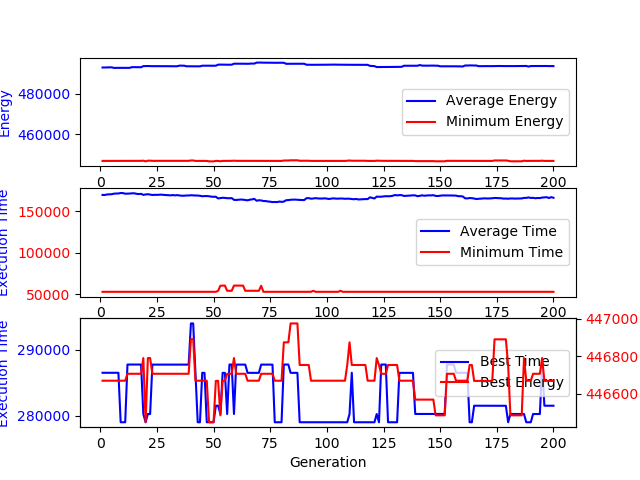 Energy
480000
460000
Average Energy
Minimum Energy
0 25 50 75 100 125 150 175 200
Execution Time
150000
100000
50000
Average Time
Minimum Time
0 25 50 75 100 125 150 175 200
Execution Time
290000
280000
447000
446800
446600
Best Time
Best Energy
0 25 50 75 100 125 150 175 200
Generation